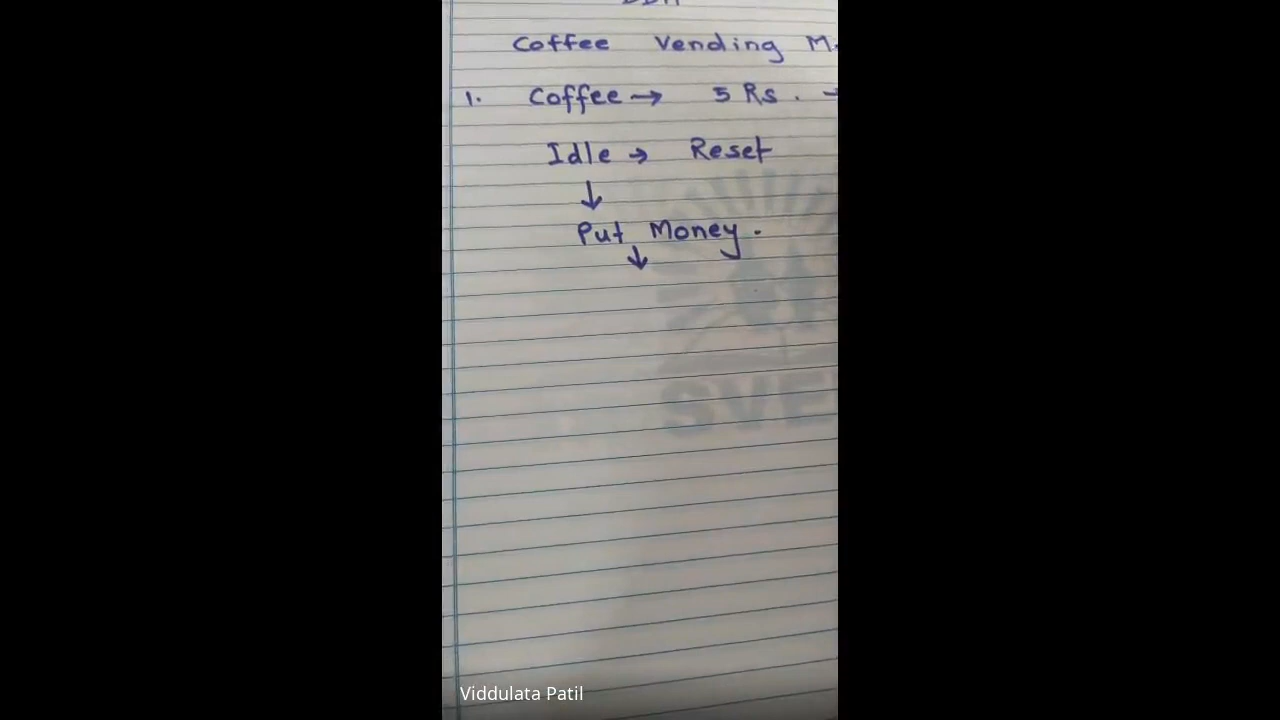 Coffee Vending M
1. Coffee → 5 Rs. →
Idle → Reset
↓
Put Money.
↓
Viddulata Patil